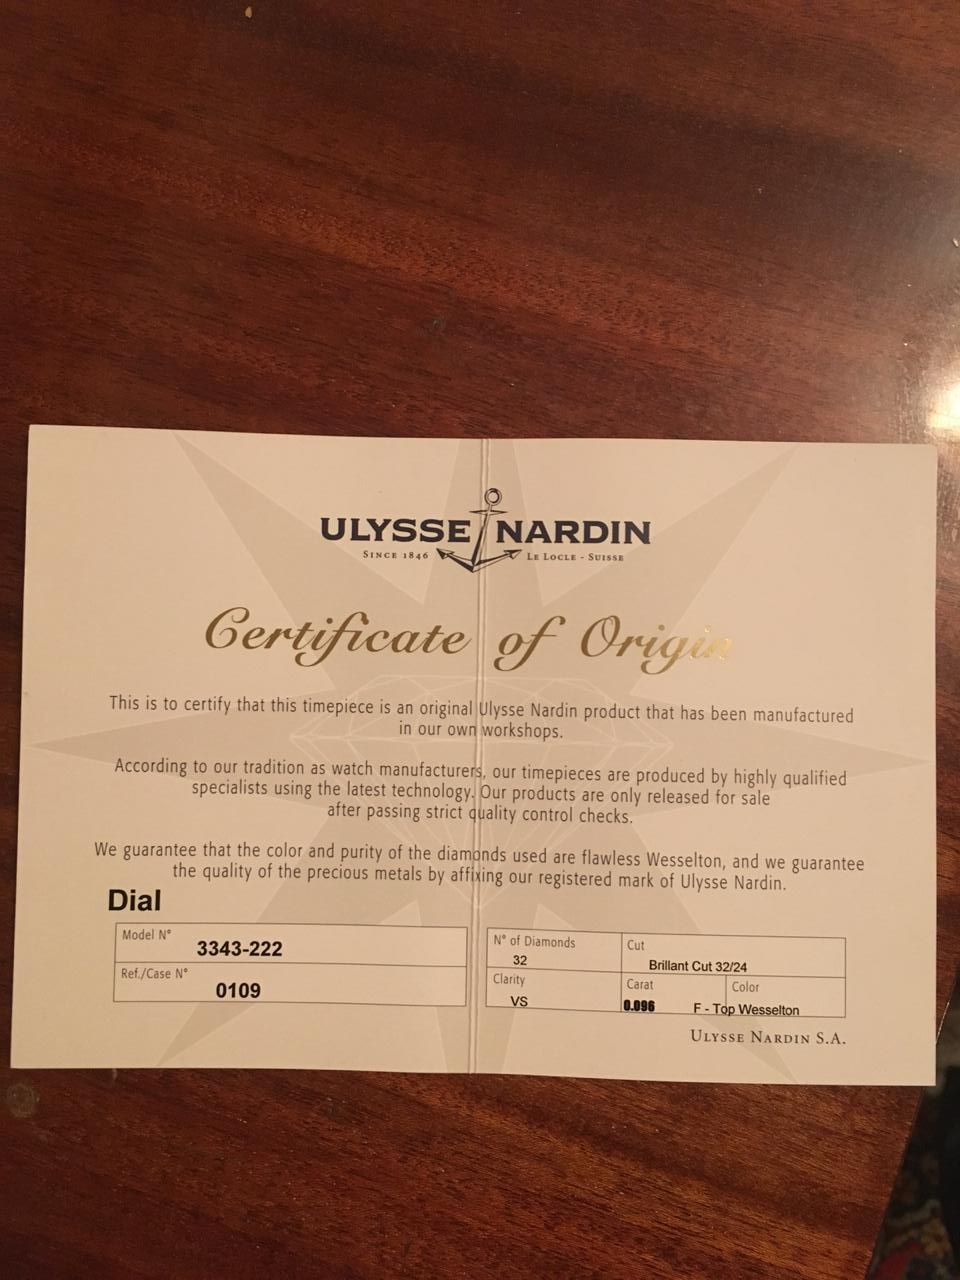 ULYSSE NARDIN
SINCE 1846 LE LOCLE - SUISSE
Certificate of Origin
This is to certify that this timepiece is an original Ulysse Nardin product that has been manufactured
in our own workshops.
According to our tradition as watch manufacturers, our timepieces are produced by highly qualified
specialists using the latest technology. Our products are only released for sale
after passing strict quality control checks.
We guarantee that the color and purity of the diamonds used are flawless Wesselton, and we guarantee
the quality of the precious metals by affixing our registered mark of Ulysse Nardin.
Dial
Model N°
3343-222
Ref./Case N°
0109
N° of Diamonds
32
Cut
Brillant Cut 32/24
Clarity
VS
Carat
0.096
Color
F - Top Wesselton
ULYSSE NARDIN S.A.